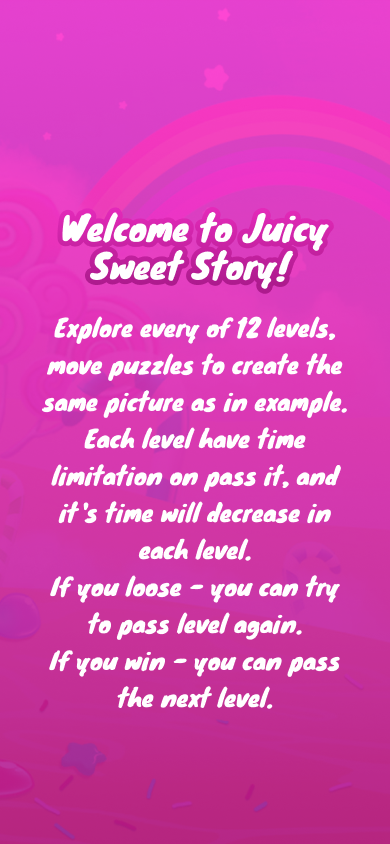 Welcome to Juicy
Sweet Story!
Explore every of 12 levels,
move puzzles to create the
same picture as in example.
Each level have time
limitation on pass it, and
it's time will decrease in
each level.
If you loose - you can try
to pass level again.
If you win - you can pass
the next level.